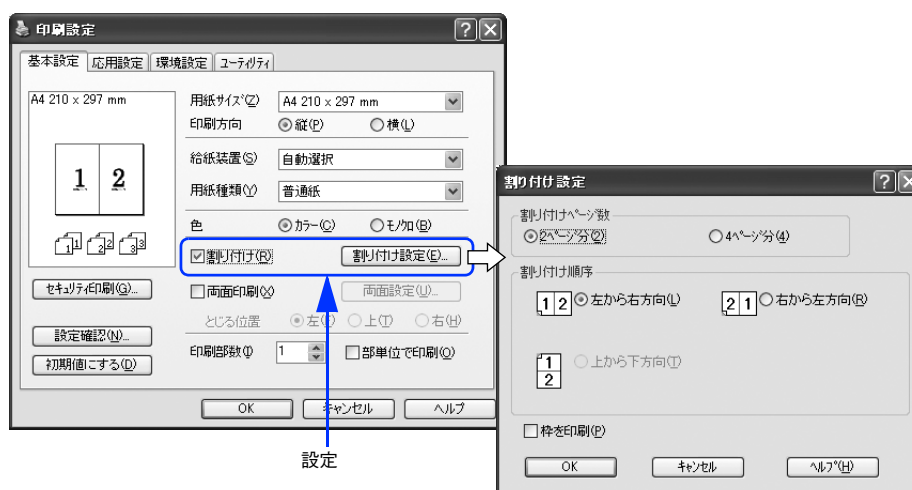 印刷設定
基本設定 応用設定 環境設定 ユーティリティ
A4 210 x 297 mm
1 2
1 1 2 2 3 3
セキュリティ印刷(G)...
設定確認(N)...
初期値にする(D)
用紙サイズ(Z) A4 210 x 297 mm
印刷方向 縦(P) 横(L)
給紙装置(S) 自動選択
用紙種類(Y) 普通紙
色 カラー(C) モノクロ(B)
割り付け(R) 割り付け設定(E)...
両面印刷(X) 両面設定(U)...
とじる位置 左 上(T) 右(H)
印刷部数(I) 1 部単位で印刷(O)
OK キャンセル ヘルプ
設定
割り付け設定
割り付けページ数
2ページ分(2) 4ページ分(4)
割り付け順序
1 2 左から右方向(L) 2 1 右から左方向(R)
1 2 上から下方向(T)
枠を印刷(P)
OK キャンセル ヘルプ(H)